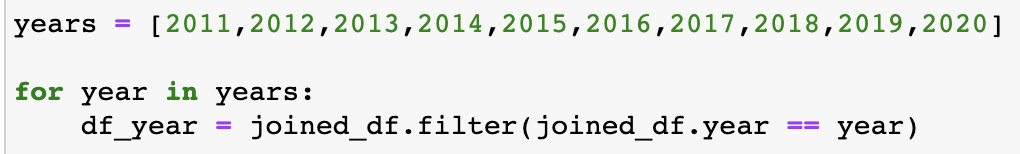 years = [2011,2012,2013,2014,2015,2016,2017,2018,2019,2020]
for year in years:
    df_year = joined_df.filter(joined_df.year == year)